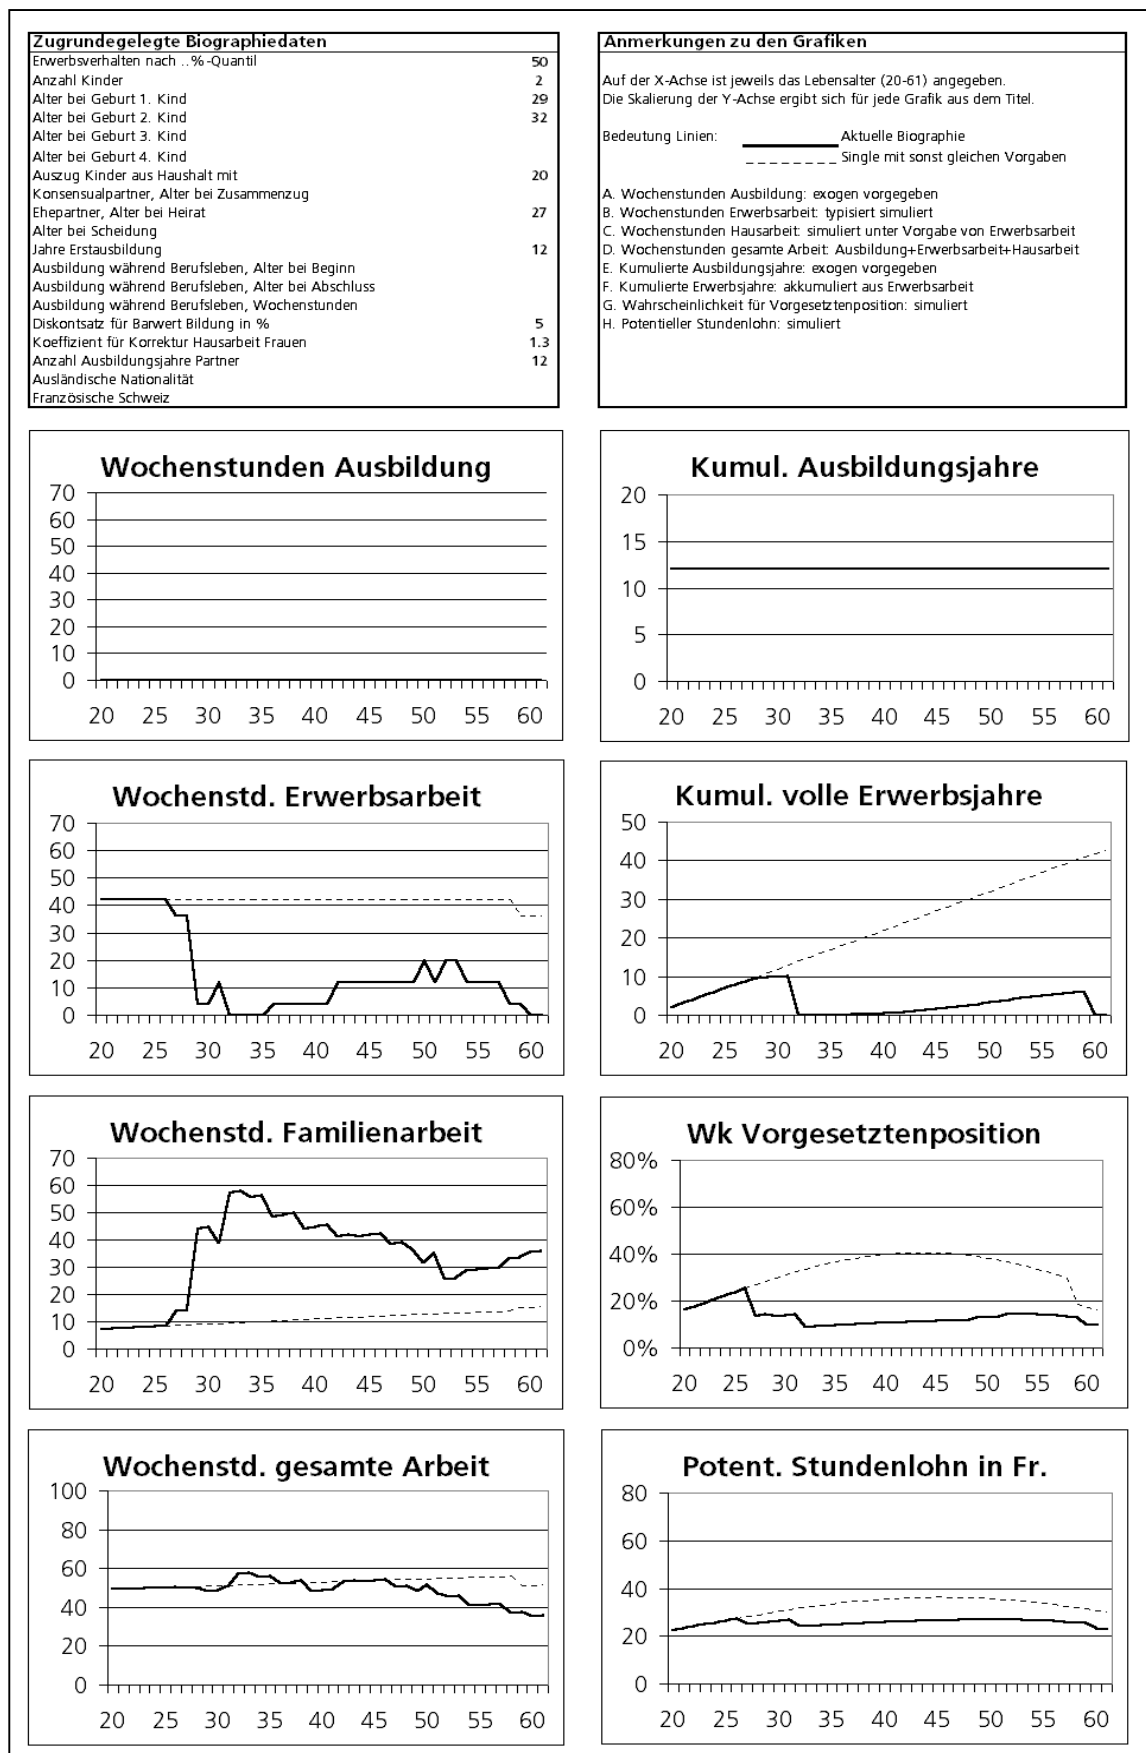 Zugrundegelegte Biographiedaten
Erwerbsverhalten nach ..%-Quantil 50
Anzahl Kinder 2
Alter bei Geburt 1. Kind 29
Alter bei Geburt 2. Kind 32
Alter bei Geburt 3. Kind
Alter bei Geburt 4. Kind
Auszug Kinder aus Haushalt mit 20
Konsensualpartner, Alter bei Zusammenzug
Ehepartner, Alter bei Heirat 27
Alter bei Scheidung
Jahre Erstausbildung 12
Ausbildung während Berufsleben, Alter bei Beginn
Ausbildung während Berufsleben, Alter bei Abschluss
Ausbildung während Berufsleben, Wochenstunden
Diskontsatz für Barwert Bildung in % 5
Koeffizient für Korrektur Hausarbeit Frauen 1.3
Anzahl Ausbildungsjahre Partner 12
Ausländische Nationalität
Französische Schweiz
Anmerkungen zu den Grafiken
Auf der X-Achse ist jeweils das Lebensalter (20-61) angegeben.
Die Skalierung der Y-Achse ergibt sich für jede Grafik aus dem Titel.
Bedeutung Linien: Aktuelle Biographie
Single mit sonst gleichen Vorgaben
A. Wochenstunden Ausbildung: exogen vorgegeben
B. Wochenstunden Erwerbsarbeit: typisiert simuliert
C. Wochenstunden Hausarbeit: simuliert unter Vorgabe von Erwerbsarbeit
D. Wochenstunden gesamte Arbeit: Ausbildung+Erwerbsarbeit+Hausarbeit
E. Kumulierte Ausbildungsjahre: exogen vorgegeben
F. Kumulierte Erwerbsjahre: akkumuliert aus Erwerbsarbeit
G. Wahrscheinlichkeit für Vorgesetztenposition: simuliert
H. Potentieller Stundenlohn: simuliert
Wochenstunden Ausbildung
70
60
50
40
30
20
10
0
20 25 30 35 40 45 50 55 60
Kumul. Ausbildungsjahre
20
15
10
5
0
20 25 30 35 40 45 50 55 60
Wochenstd. Erwerbsarbeit
70
60
50
40
30
20
10
0
20 25 30 35 40 45 50 55 60
Kumul. volle Erwerbsjahre
50
40
30
20
10
0
20 25 30 35 40 45 50 55 60
Wochenstd. Familienarbeit
70
60
50
40
30
20
10
0
20 25 30 35 40 45 50 55 60
Wk Vorgesetztenposition
80%
60%
40%
20%
0%
20 25 30 35 40 45 50 55 60
Wochenstd. gesamte Arbeit
100
80
60
40
20
0
20 25 30 35 40 45 50 55 60
Potent. Stundenlohn in Fr.
80
60
40
20
0
20 25 30 35 40 45 50 55 60